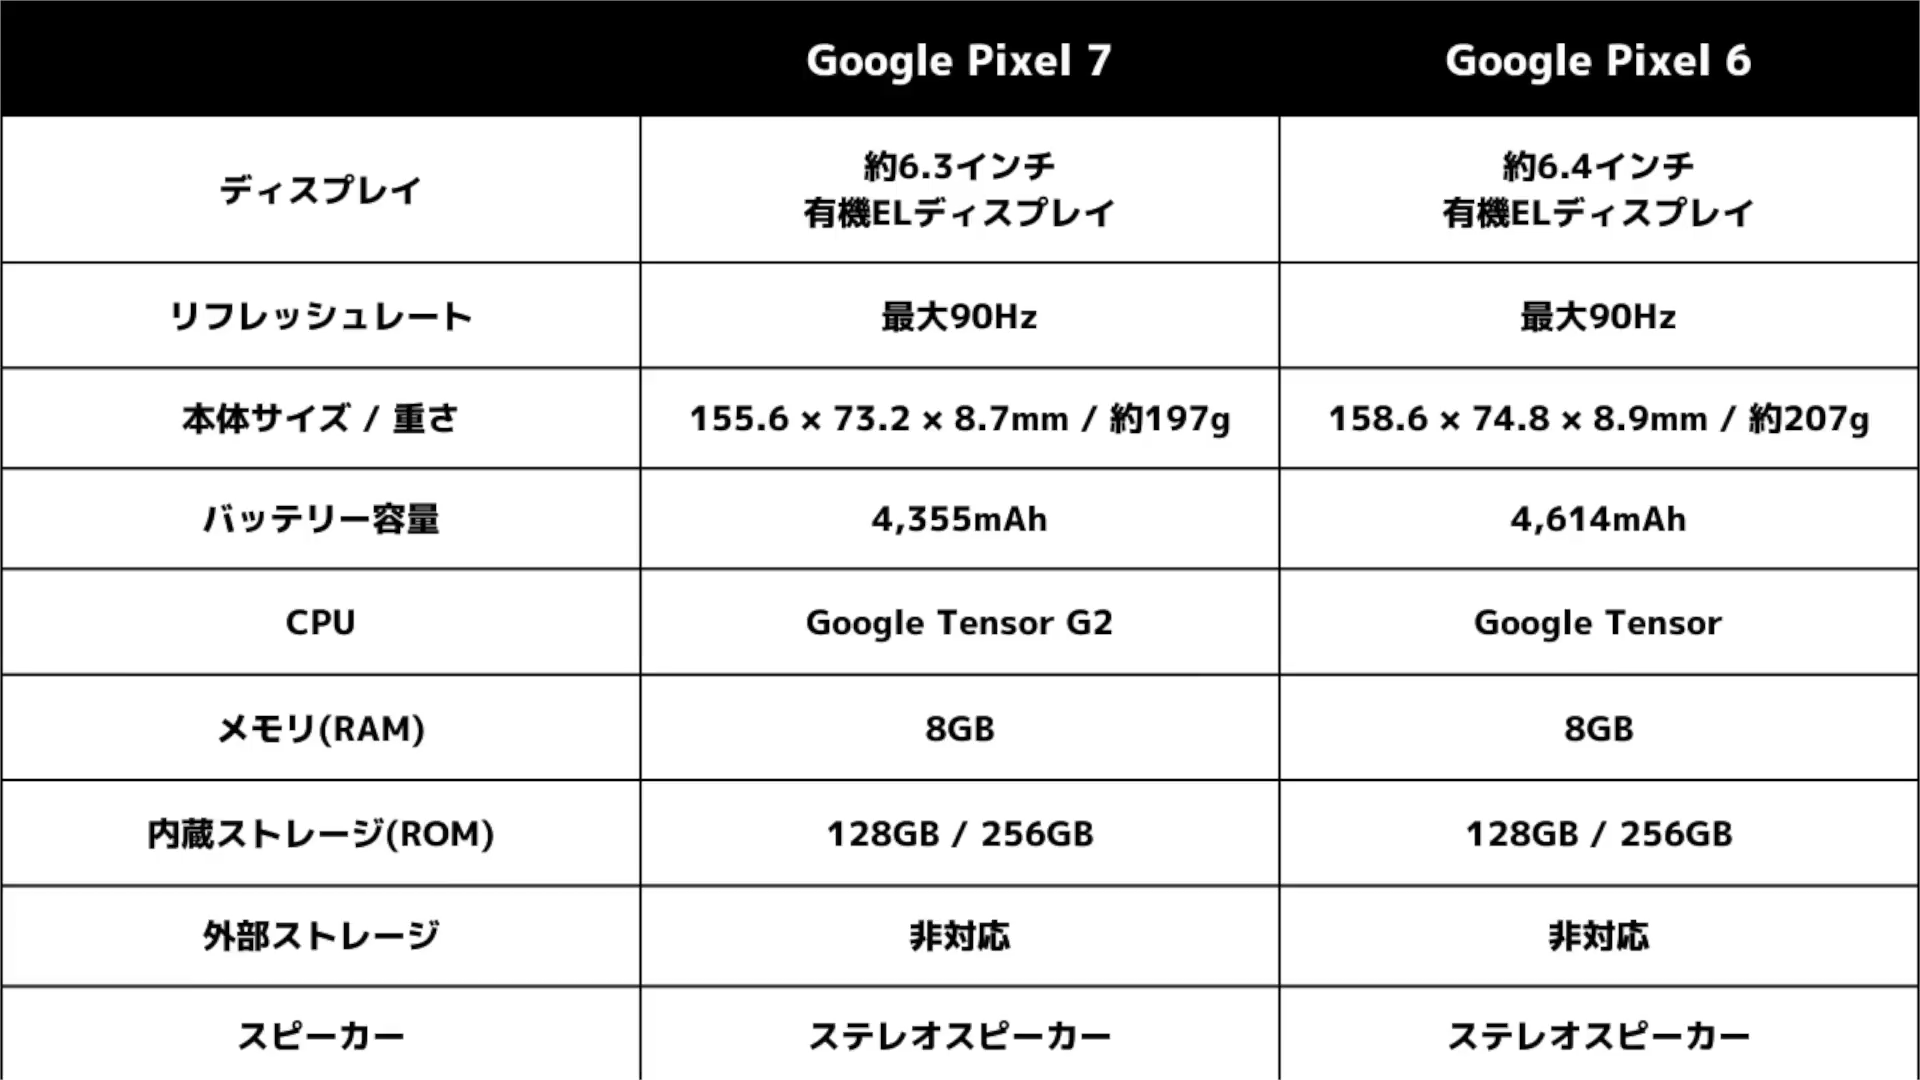 Google Pixel 7
Google Pixel 6
ディスプレイ
約6.3インチ
有機ELディスプレイ
約6.4インチ
有機ELディスプレイ
リフレッシュレート
最大90Hz
最大90Hz
本体サイズ / 重さ
155.6 × 73.2 × 8.7mm / 約197g
158.6 × 74.8 × 8.9mm / 約207g
バッテリー容量
4,355mAh
4,614mAh
CPU
Google Tensor G2
Google Tensor
メモリ(RAM)
8GB
8GB
内蔵ストレージ(ROM)
128GB / 256GB
128GB / 256GB
外部ストレージ
非対応
非対応
スピーカー
ステレオスピーカー
ステレオスピーカー